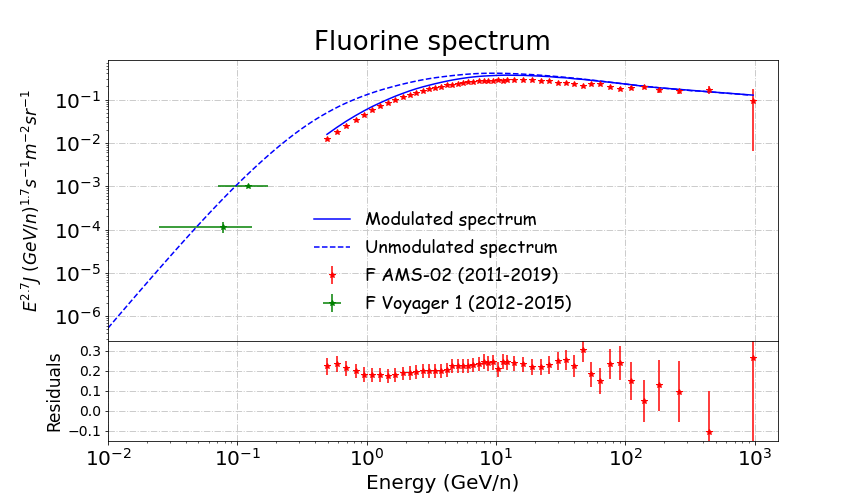 Fluorine spectrum
E^{2.7}J (GeV/n)^{1.7}s^{−1}m^{−2}sr^{−1}
10^{−1}
10^{−2}
10^{−3}
10^{−4}
10^{−5}
10^{−6}
Modulated spectrum
Unmodulated spectrum
F AMS-02 (2011-2019)
F Voyager 1 (2012-2015)
Residuals
0.3
0.2
0.1
0.0
−0.1
10^{−2} 10^{−1} 10^{0} 10^{1} 10^{2} 10^{3}
Energy (GeV/n)